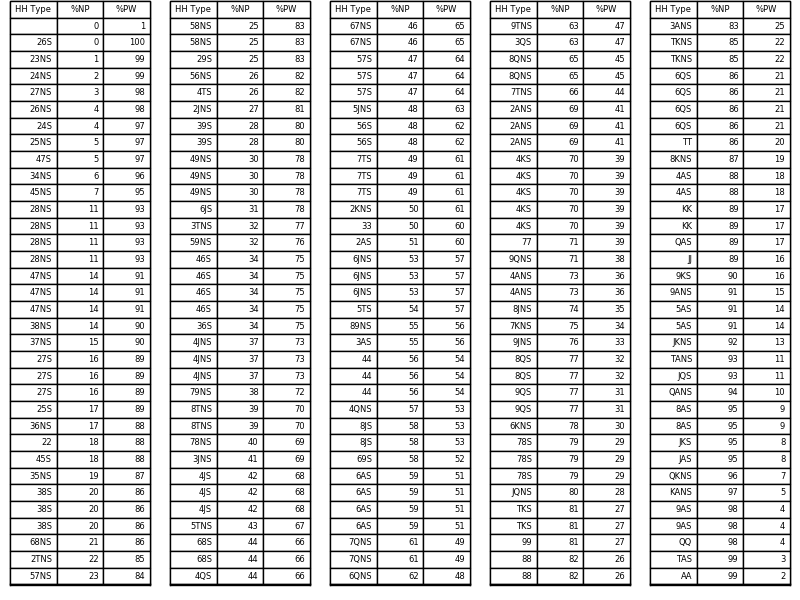 HH Type %NP %PW
0 1
26S 0 100
23NS 1 99
24NS 2 99
27NS 3 98
26NS 4 98
24S 4 97
25NS 5 97
47S 5 97
34NS 6 96
45NS 7 95
28NS 11 93
28NS 11 93
28NS 11 93
28NS 11 93
47NS 14 91
47NS 14 91
47NS 14 91
38NS 14 90
37NS 15 90
27S 16 89
27S 16 89
27S 16 89
25S 17 89
36NS 17 88
22 18 88
45S 18 88
35NS 19 87
38S 20 86
38S 20 86
38S 20 86
68NS 21 86
2TNS 22 85
57NS 23 84
HH Type %NP %PW
58NS 25 83
58NS 25 83
29S 25 83
56NS 26 82
4TS 26 82
2JNS 27 81
39S 28 80
39S 28 80
49NS 30 78
49NS 30 78
49NS 30 78
6JS 31 78
3TNS 32 77
59NS 32 76
46S 34 75
46S 34 75
46S 34 75
46S 34 75
36S 34 75
4JNS 37 73
4JNS 37 73
4JNS 37 73
79NS 38 72
8TNS 39 70
8TNS 39 70
78NS 40 69
3JNS 41 69
4JS 42 68
4JS 42 68
4JS 42 68
5TNS 43 67
68S 44 66
68S 44 66
4QS 44 66
HH Type %NP %PW
67NS 46 65
67NS 46 65
57S 47 64
57S 47 64
57S 47 64
5JNS 48 63
56S 48 62
56S 48 62
7TS 49 61
7TS 49 61
7TS 49 61
2KNS 50 61
33 50 60
2AS 51 60
6JNS 53 57
6JNS 53 57
6JNS 53 57
5TS 54 57
89NS 55 56
3AS 55 56
44 56 54
44 56 54
44 56 54
4QNS 57 53
8JS 58 53
8JS 58 53
69S 58 52
6AS 59 51
6AS 59 51
6AS 59 51
6AS 59 51
7QNS 61 49
7QNS 61 49
6QNS 62 48
HH Type %NP %PW
9TNS 63 47
3QS 63 47
8QNS 65 45
8QNS 65 45
7TNS 66 44
2ANS 69 41
2ANS 69 41
2ANS 69 41
4KS 70 39
4KS 70 39
4KS 70 39
4KS 70 39
4KS 70 39
77 71 39
9QNS 71 38
4ANS 73 36
4ANS 73 36
8JNS 74 35
7KNS 75 34
9JNS 76 33
8QS 77 32
8QS 77 32
9QS 77 31
9QS 77 31
6KNS 78 30
78S 79 29
78S 79 29
78S 79 29
JQNS 80 28
TKS 81 27
TKS 81 27
99 81 27
88 82 26
88 82 26
HH Type %NP %PW
3ANS 83 25
TKNS 85 22
TKNS 85 22
6QS 86 21
6QS 86 21
6QS 86 21
6QS 86 21
TT 86 20
8KNS 87 19
4AS 88 18
4AS 88 18
KK 89 17
KK 89 17
QAS 89 17
JJ 89 16
9KS 90 16
9ANS 91 15
5AS 91 14
5AS 91 14
JKNS 92 13
TANS 93 11
JQS 93 11
QANS 94 10
8AS 95 9
8AS 95 9
JKS 95 8
JAS 95 8
QKNS 96 7
KANS 97 5
9AS 98 4
9AS 98 4
QQ 98 4
TAS 99 3
AA 99 2